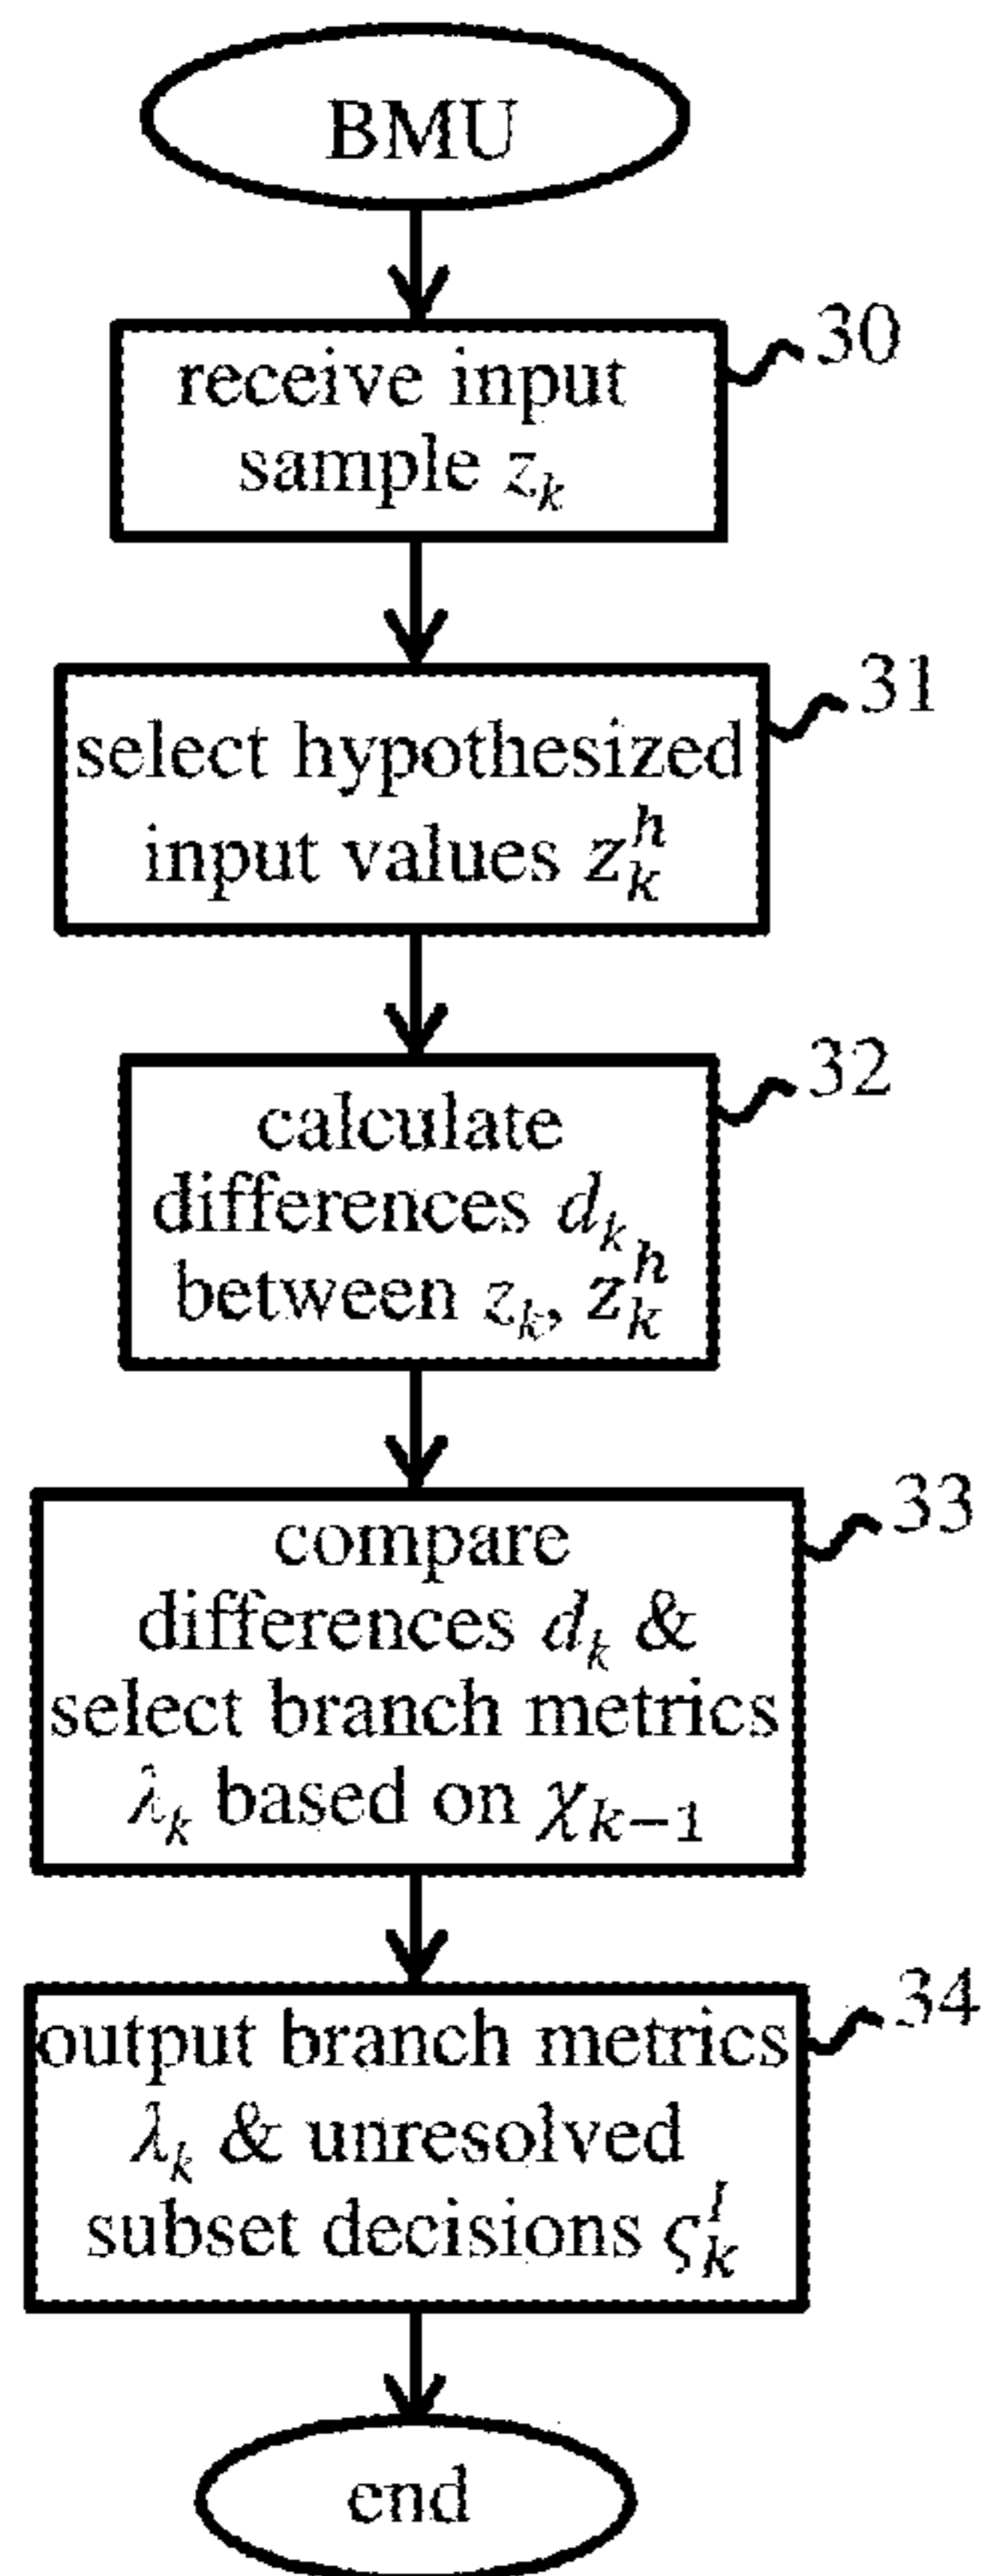 BMU
30
receive input
sample z_k
31
select hypothesized
input values z_k^h
32
calculate
differences d_k
between z_k, z_k^h
33
compare
differences d_k &
select branch metrics
λ_k based on χ_{k−1}
34
output branch metrics
λ_k & unresolved
subset decisions ς_k^l
end